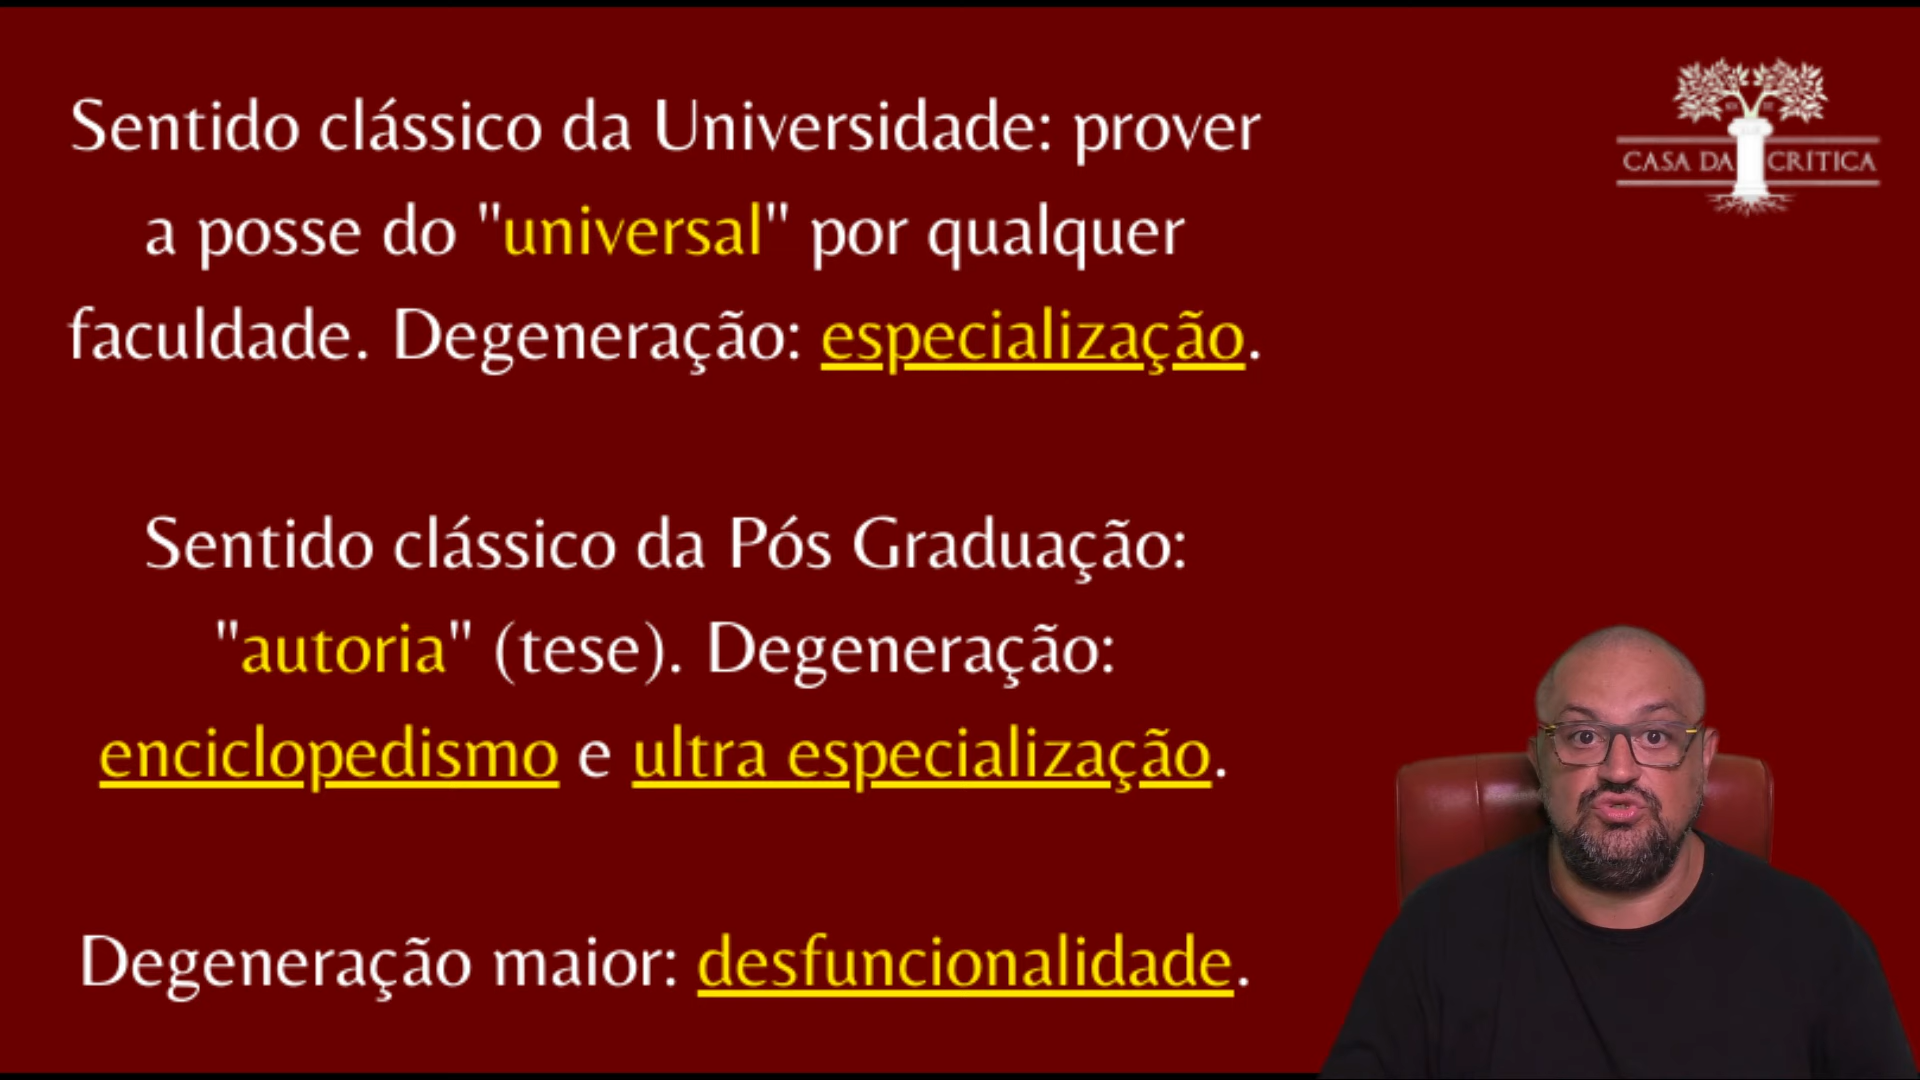 Sentido clássico da Universidade: prover
a posse do "universal" por qualquer
faculdade. Degeneração: especialização.
Sentido clássico da Pós Graduação:
"autoria" (tese). Degeneração:
enciclopedismo e ultra especialização.
Degeneração maior: desfuncionalidade.
CASA DA CRÍTICA